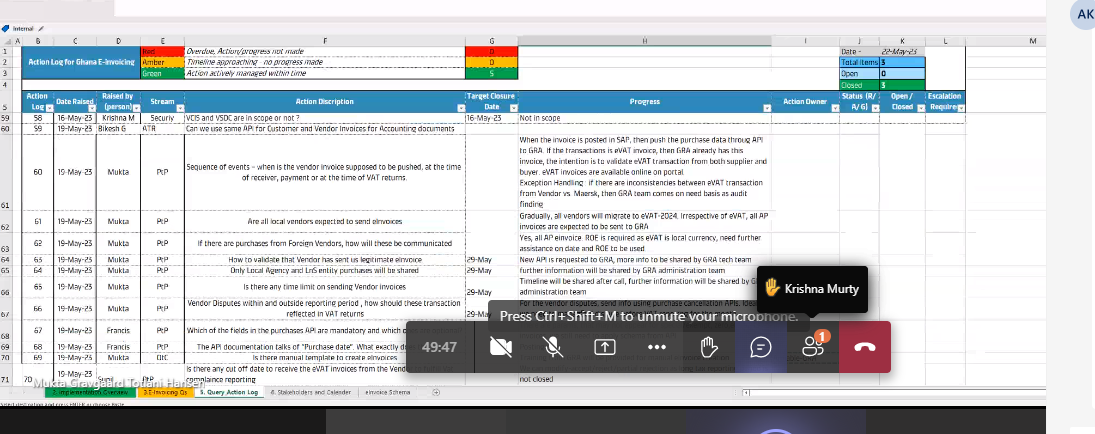 AK
Internal
A B C D E F G H I J K L M
1 Action Log for Ghana E-Invoicing Red Overdue, Action/progress not made 0 Date - 22-May-23
2 Amber Timeline approaching - no progress made 0 Total items 3
3 Green Action actively managed within time 5 Open 0
4 Closed 3
5 Action Log Date Raised Raised by (person) Stream Action Discription Target Closure Date Progress Action Owner Status (R/ A/ G) Open / Closed Escalation Require
59 58 16-May-23 Krishna M Securiy VCIS and VSDC are in scope or not ? 16-May-23 Not in scope
60 59 19-May-23 Bikesh G ATR Can we use same API for Customer and Vendor Invoices for Accounting documents
When the invoice is posted in SAP, then push the purchase data throug API
to GRA. If the transactions is eVAT invoice, then GRA already has this
invoice, the intention is to validate eVAT transaction from both supplier and
buyer. eVAT invoices are available online on portal
Exception Handling : if there are inconsistencies between eVAT transaction
from Vendor vs Maersk, then GRA team comes on need basis as audit
finding
61 60 19-May-23 Mukta PtP Sequence of events – when is the vendor invoice supposed to be pushed, at the time
of receiver, payment or at the time of VAT returns.
62 61 19-May-23 Mukta PtP Are all local vendors expected to send eInvoices Gradually, all vendors will migrate to eVAT-2024. Irrespective of eVAT, all AP
invoices are expected to be sent to GRA
63 62 19-May-23 Mukta PtP If there are purchases from Foreign Vendors, how will these be communicated Yes, all AP einvoice. ROE is required as eVAT is local currency, need further
assistance on date and ROE to be used
64 63 19-May-23 Mukta PtP How to validate that Vendor has sent us legitimate eInvoice 29-May New API is requested to GRA, more info to be shared by GRA tech team
65 64 19-May-23 Mukta PtP Only Local Agency and LnS entity purchases will be shared 29-May further information will be shared by GRA administration team
66 65 19-May-23 Mukta PtP Is there any time limit on sending Vendor invoices 29-May Timeline will be shared after call, further information will be shared by
administration team
67 66 19-May-23 Mukta PtP Vendor Disputes within and outside reporting period , how should these transaction
reflected in VAT returns 29-May For the vendor disputes, send info using purchase cancellation APIs.
68 67 19-May-23 Francis PtP Which of the fields in the purchases API are mandatory and which
69 68 19-May-23 Francis PtP The API documentation talks of "Purchase date". What exactly
70 69 19-May-23 Mukta OtC Is there manual template to create eInvoices
71 70 19-May-23 Sunil PtP Is there any cut off date to receive the eVAT invoices from the
complaince reporting not closed
Krishna Murty
Press Ctrl+Shift+M to unmute your microphone.
49:47
1
Mukta Graygaard Totlani Hansen
2. Implementation Overview 3.E-Invoicing Qs 5. Query Action Log 4. Stakeholders and Calender eInvoice Schema
Select destination and press ENTER or choose Paste